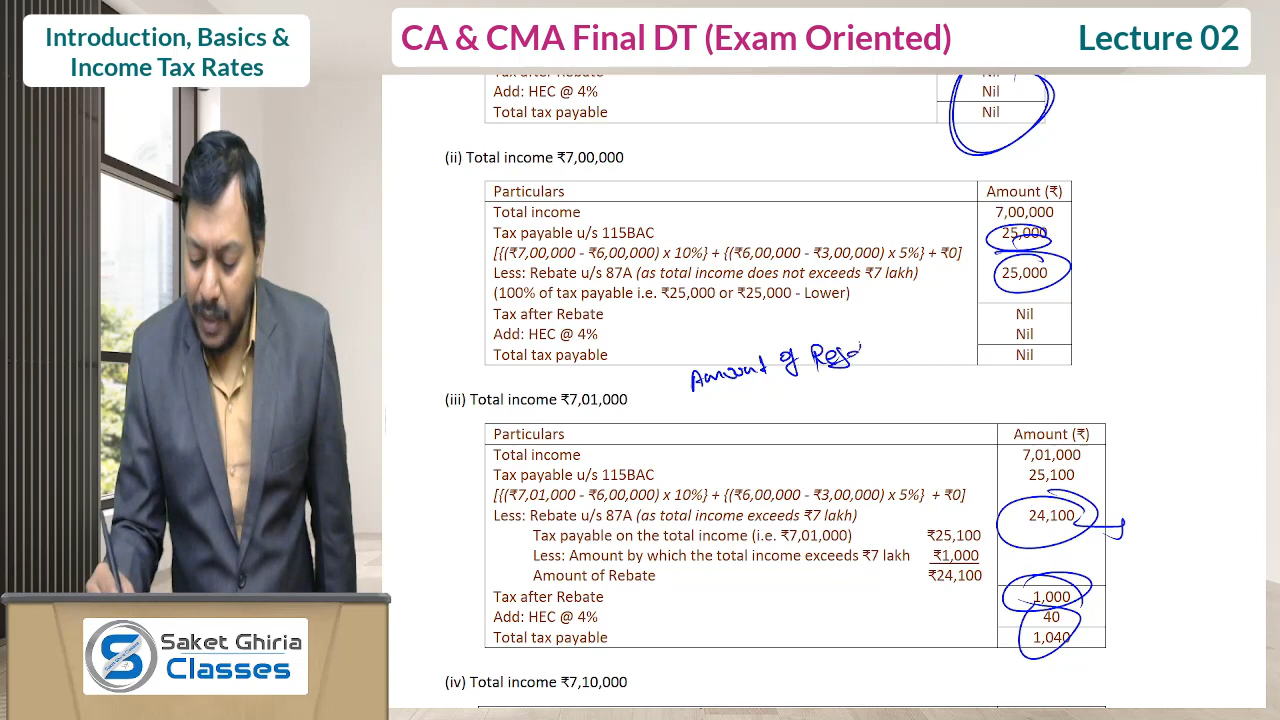 Introduction, Basics &
Income Tax Rates
CA & CMA Final DT (Exam Oriented)
Lecture 02
Tax after Rebate Nil
Add: HEC @ 4% Nil
Total tax payable Nil
(ii) Total income ₹7,00,000
Particulars Amount (₹)
Total income 7,00,000
Tax payable u/s 115BAC 25,000
[{(₹7,00,000 - ₹6,00,000) x 10%} + {(₹6,00,000 - ₹3,00,000) x 5%} + ₹0]
Less: Rebate u/s 87A (as total income does not exceeds ₹7 lakh) 25,000
(100% of tax payable i.e. ₹25,000 or ₹25,000 - Lower)
Tax after Rebate Nil
Add: HEC @ 4% Nil
Total tax payable Nil
Amount of
(iii) Total income ₹7,01,000
Particulars Amount (₹)
Total income 7,01,000
Tax payable u/s 115BAC 25,100
[{(₹7,01,000 - ₹6,00,000) x 10%} + {(₹6,00,000 - ₹3,00,000) x 5%} + ₹0]
Less: Rebate u/s 87A (as total income exceeds ₹7 lakh) 24,100
Tax payable on the total income (i.e. ₹7,01,000) ₹25,100
Less: Amount by which the total income exceeds ₹7 lakh ₹1,000
Amount of Rebate ₹24,100
Tax after Rebate 1,000
Add: HEC @ 4% 40
Total tax payable 1,040
(iv) Total income ₹7,10,000
Saket Ghiria
Classes